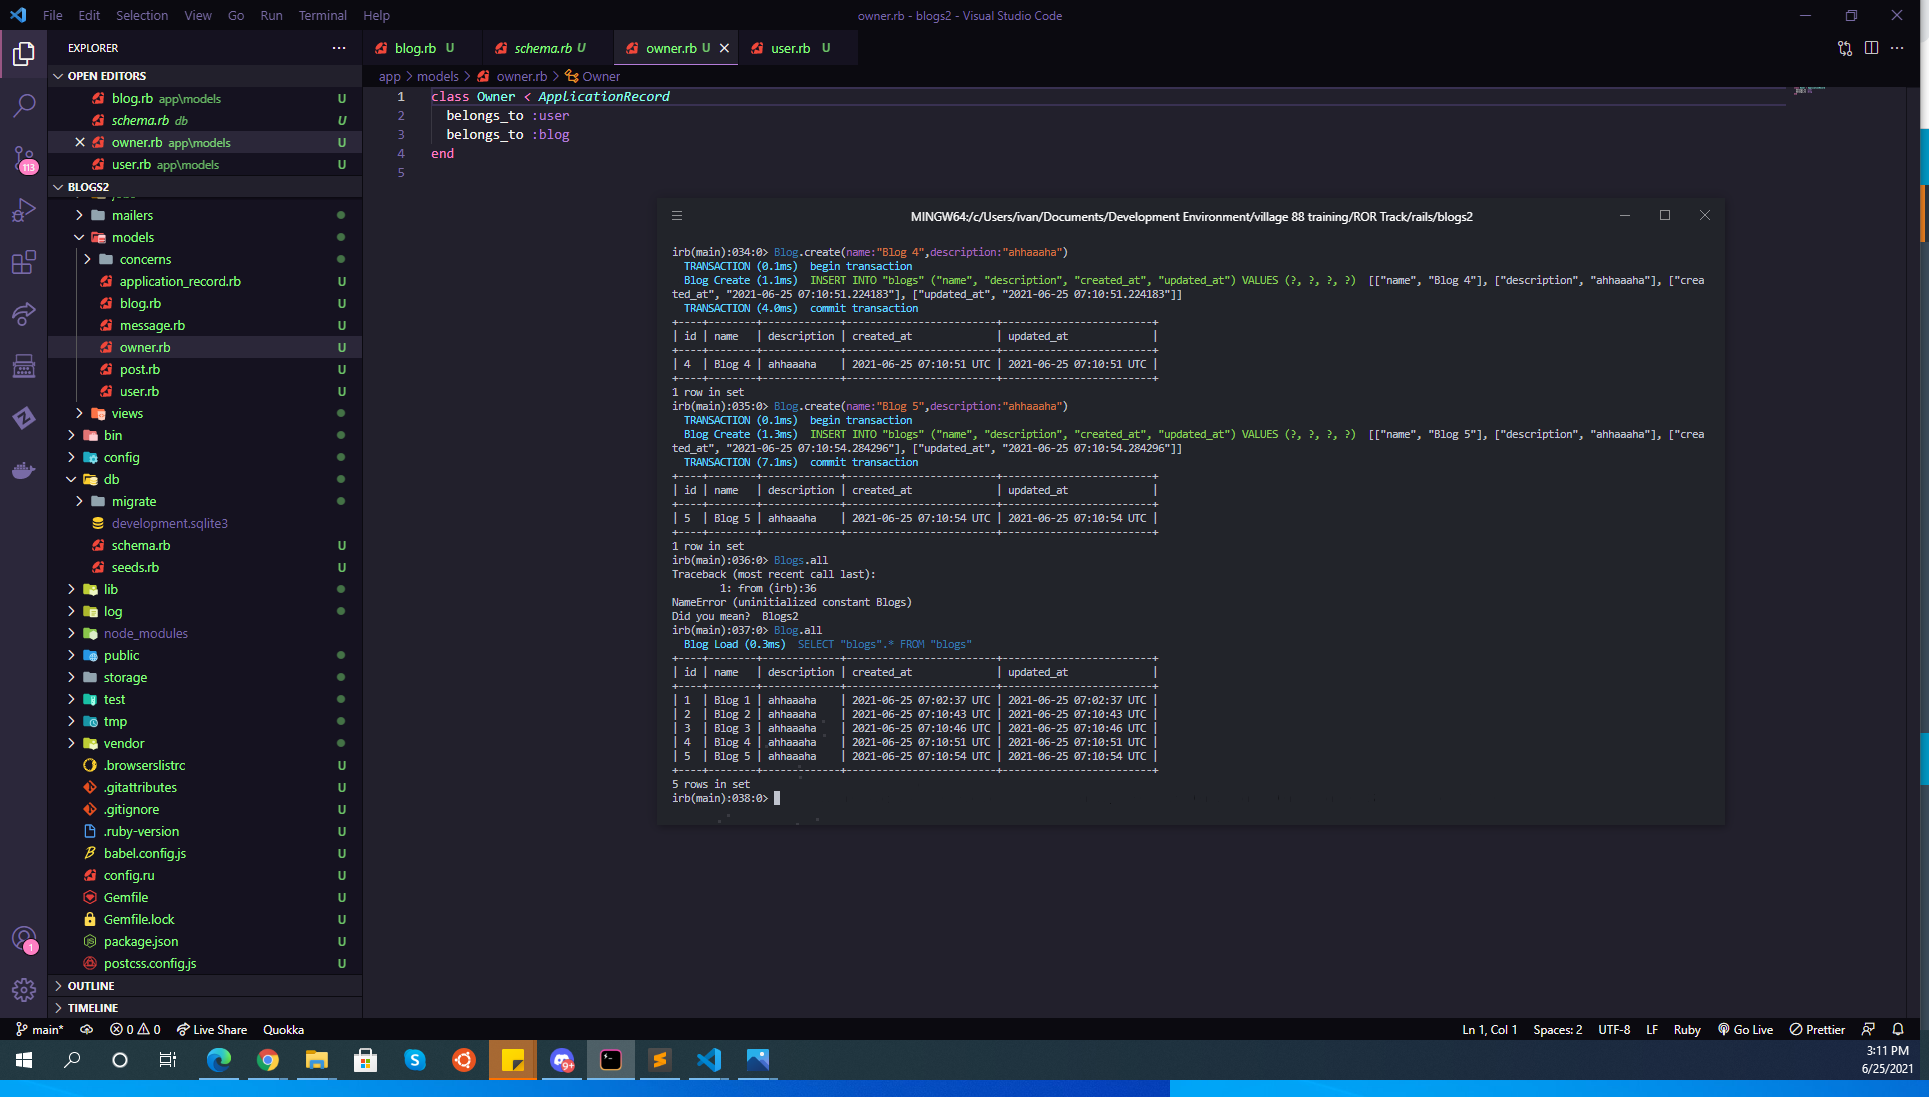 File Edit Selection View Go Run Terminal Help
owner.rb - blogs2 - Visual Studio Code
EXPLORER
blog.rb U
schema.rb U
owner.rb U
user.rb U
OPEN EDITORS
blog.rb app\models U
schema.rb db U
owner.rb app\models U
user.rb app\models U
BLOGS2
mailers
models
concerns
application_record.rb U
blog.rb U
message.rb U
owner.rb U
post.rb U
user.rb U
views
bin
config
db
migrate
development.sqlite3
schema.rb U
seeds.rb U
lib
log
node_modules
public
storage
test
tmp
vendor
.browserslistrc U
.gitattributes U
.gitignore U
.ruby-version U
babel.config.js U
config.ru U
Gemfile U
Gemfile.lock U
package.json U
postcss.config.js U
OUTLINE
TIMELINE
113
1
app > models > owner.rb > Owner
1 class Owner < ApplicationRecord
2 belongs_to :user
3 belongs_to :blog
4 end
5
MINGW64:/c/Users/ivan/Documents/Development Environment/village 88 training/ROR Track/rails/blogs2
irb(main):034:0> Blog.create(name:"Blog 4",description:"ahhaaaha")
TRANSACTION (0.1ms) begin transaction
Blog Create (1.1ms) INSERT INTO "blogs" ("name", "description", "created_at", "updated_at") VALUES (?, ?, ?, ?) [["name", "Blog 4"], ["description", "ahhaaaha"], ["crea
ted_at", "2021-06-25 07:10:51.224183"], ["updated_at", "2021-06-25 07:10:51.224183"]]
TRANSACTION (4.0ms) commit transaction
+----+--------+-------------+-------------------------+-------------------------+
| id | name | description | created_at | updated_at |
+----+--------+-------------+-------------------------+-------------------------+
| 4 | Blog 4 | ahhaaaha | 2021-06-25 07:10:51 UTC | 2021-06-25 07:10:51 UTC |
+----+--------+-------------+-------------------------+-------------------------+
1 row in set
irb(main):035:0> Blog.create(name:"Blog 5",description:"ahhaaaha")
TRANSACTION (0.1ms) begin transaction
Blog Create (1.3ms) INSERT INTO "blogs" ("name", "description", "created_at", "updated_at") VALUES (?, ?, ?, ?) [["name", "Blog 5"], ["description", "ahhaaaha"], ["crea
ted_at", "2021-06-25 07:10:54.284296"], ["updated_at", "2021-06-25 07:10:54.284296"]]
TRANSACTION (7.1ms) commit transaction
+----+--------+-------------+-------------------------+-------------------------+
| id | name | description | created_at | updated_at |
+----+--------+-------------+-------------------------+-------------------------+
| 5 | Blog 5 | ahhaaaha | 2021-06-25 07:10:54 UTC | 2021-06-25 07:10:54 UTC |
+----+--------+-------------+-------------------------+-------------------------+
1 row in set
irb(main):036:0> Blogs.all
Traceback (most recent call last):
1: from (irb):36
NameError (uninitialized constant Blogs)
Did you mean? Blogs2
irb(main):037:0> Blog.all
Blog Load (0.3ms) SELECT "blogs".* FROM "blogs"
+----+--------+-------------+-------------------------+-------------------------+
| id | name | description | created_at | updated_at |
+----+--------+-------------+-------------------------+-------------------------+
| 1 | Blog 1 | ahhaaaha | 2021-06-25 07:02:37 UTC | 2021-06-25 07:02:37 UTC |
| 2 | Blog 2 | ahhaaaha | 2021-06-25 07:10:43 UTC | 2021-06-25 07:10:43 UTC |
| 3 | Blog 3 | ahhaaaha | 2021-06-25 07:10:46 UTC | 2021-06-25 07:10:46 UTC |
| 4 | Blog 4 | ahhaaaha | 2021-06-25 07:10:51 UTC | 2021-06-25 07:10:51 UTC |
| 5 | Blog 5 | ahhaaaha | 2021-06-25 07:10:54 UTC | 2021-06-25 07:10:54 UTC |
+----+--------+-------------+-------------------------+-------------------------+
5 rows in set
irb(main):038:0>
main* 0 0 Live Share Quokka
Ln 1, Col 1 Spaces: 2 UTF-8 LF Ruby Go Live Prettier
9+
3:11 PM
6/25/2021